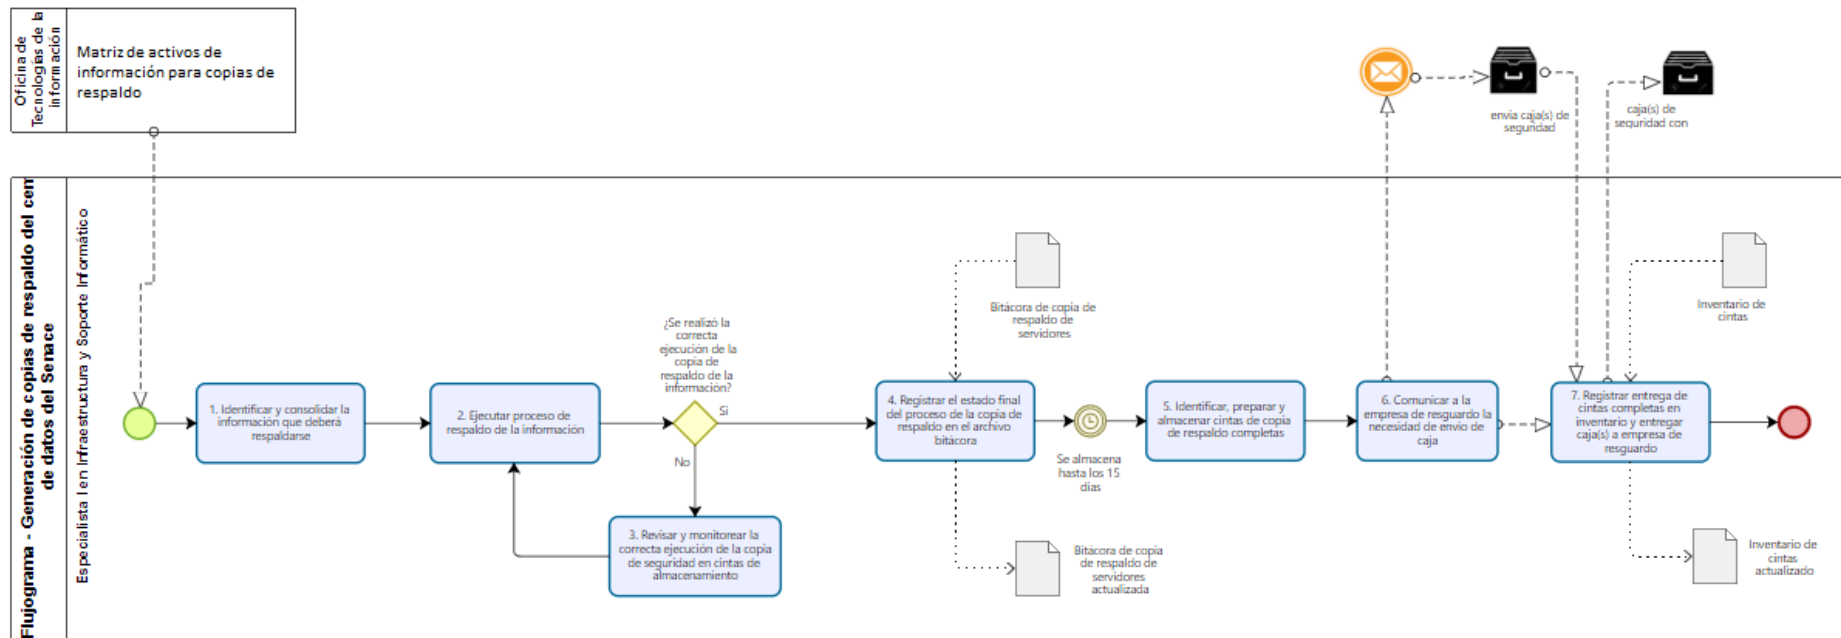 Oficina de
Tecnologías de la
información
Matriz de activos de
información para copias de
respaldo
envia caja(s) de
seguridad
caja(s) de
seguridad con
Flujograma - Generación de copias de respaldo del cen
de datos del Senace
Especialista I en Infraestructura y Soporte Informático
1. Identificar y consolidar la
información que deberá
respaldarse
2. Ejecutar proceso de
respaldo de la información
¿Se realizó la
correcta
ejecución de la
copia de
respaldo de la
información?
Si
No
3. Revisar y monitorear la
correcta ejecución de la copia
de seguridad en cintas de
almacenamiento
Bitácora de copia de
respaldo de
servidores
4. Registrar el estado final
del proceso de la copia de
respaldo en el archivo
bitácora
Bitácora de copia
de respaldo de
servidores
actualizada
Se almacena
hasta los 15
días
5. Identificar, preparar y
almacenar cintas de copia
de respaldo completas
6. Comunicar a la
empresa de resguardo la
necesidad de envio de
caja
Inventario de
cintas
7. Registrar entrega de
cintas completas en
inventario y entregar
caja(s) a empresa de
resguardo
Inventario de
cintas
actualizado